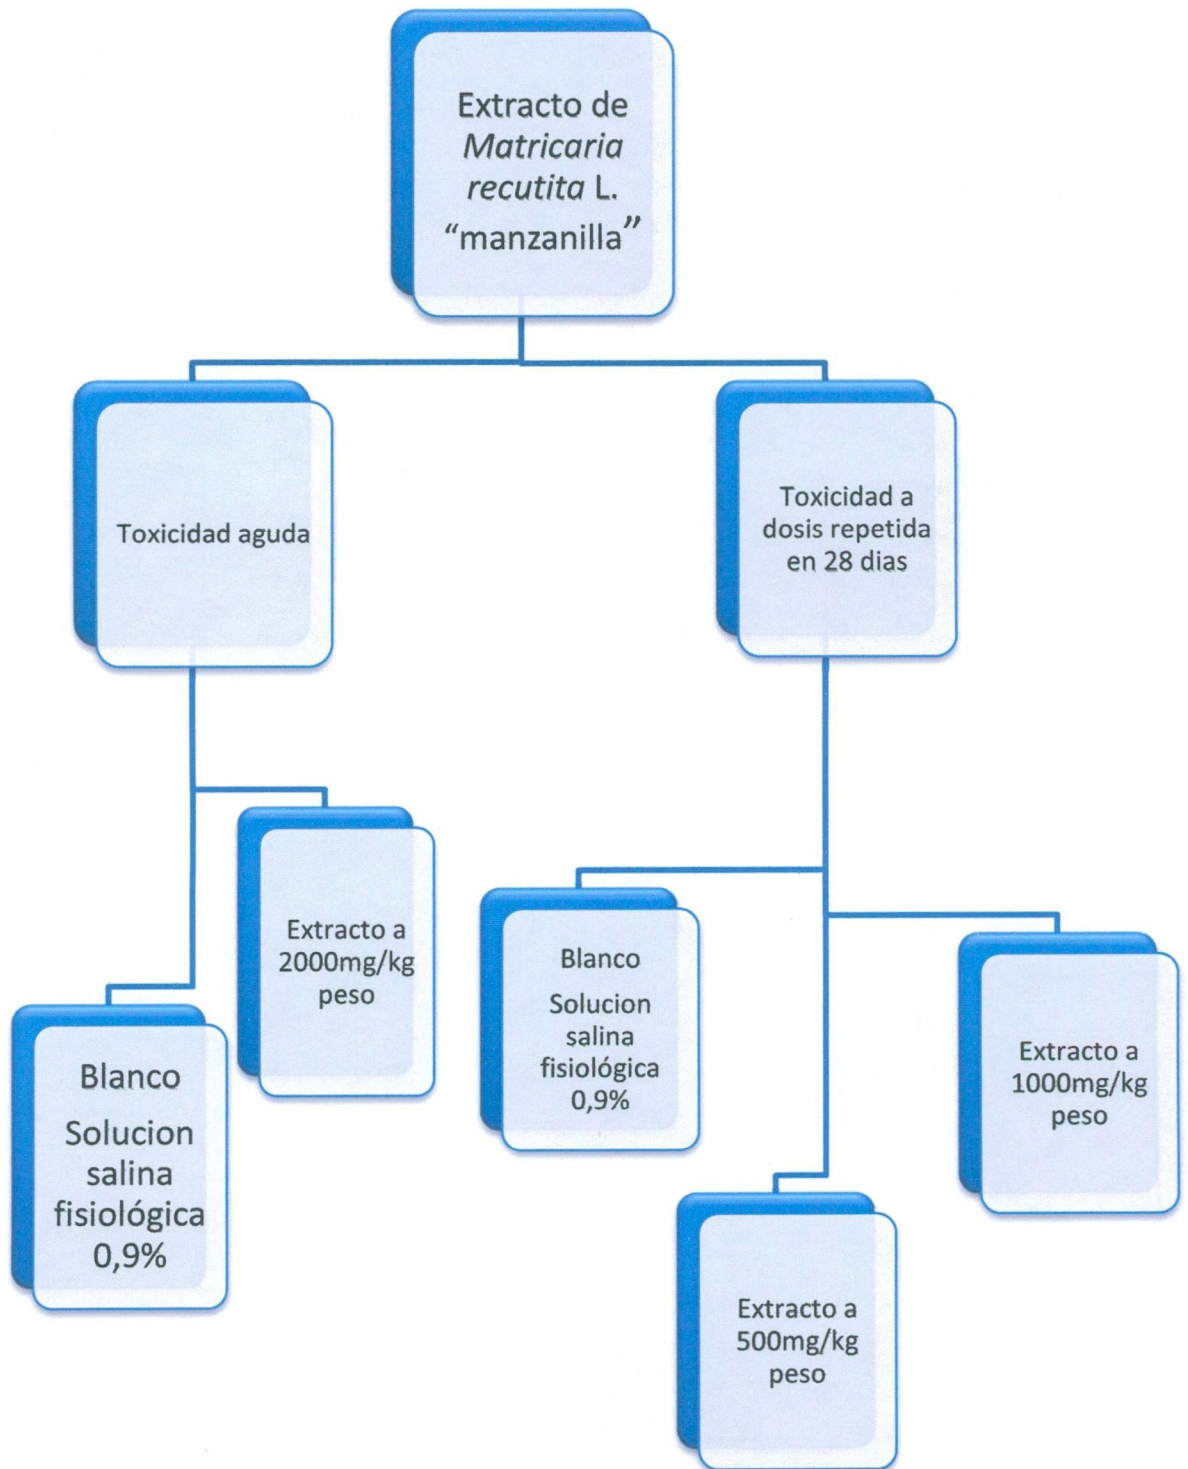 Extracto de
Matricaria
recutita L.
“manzanilla”
Toxicidad aguda
Toxicidad a
dosis repetida
en 28 dias
Extracto a
2000mg/kg
peso
Blanco
Solucion
salina
fisiológica
0,9%
Blanco
Solucion
salina
fisiológica
0,9%
Extracto a
1000mg/kg
peso
Extracto a
500mg/kg
peso